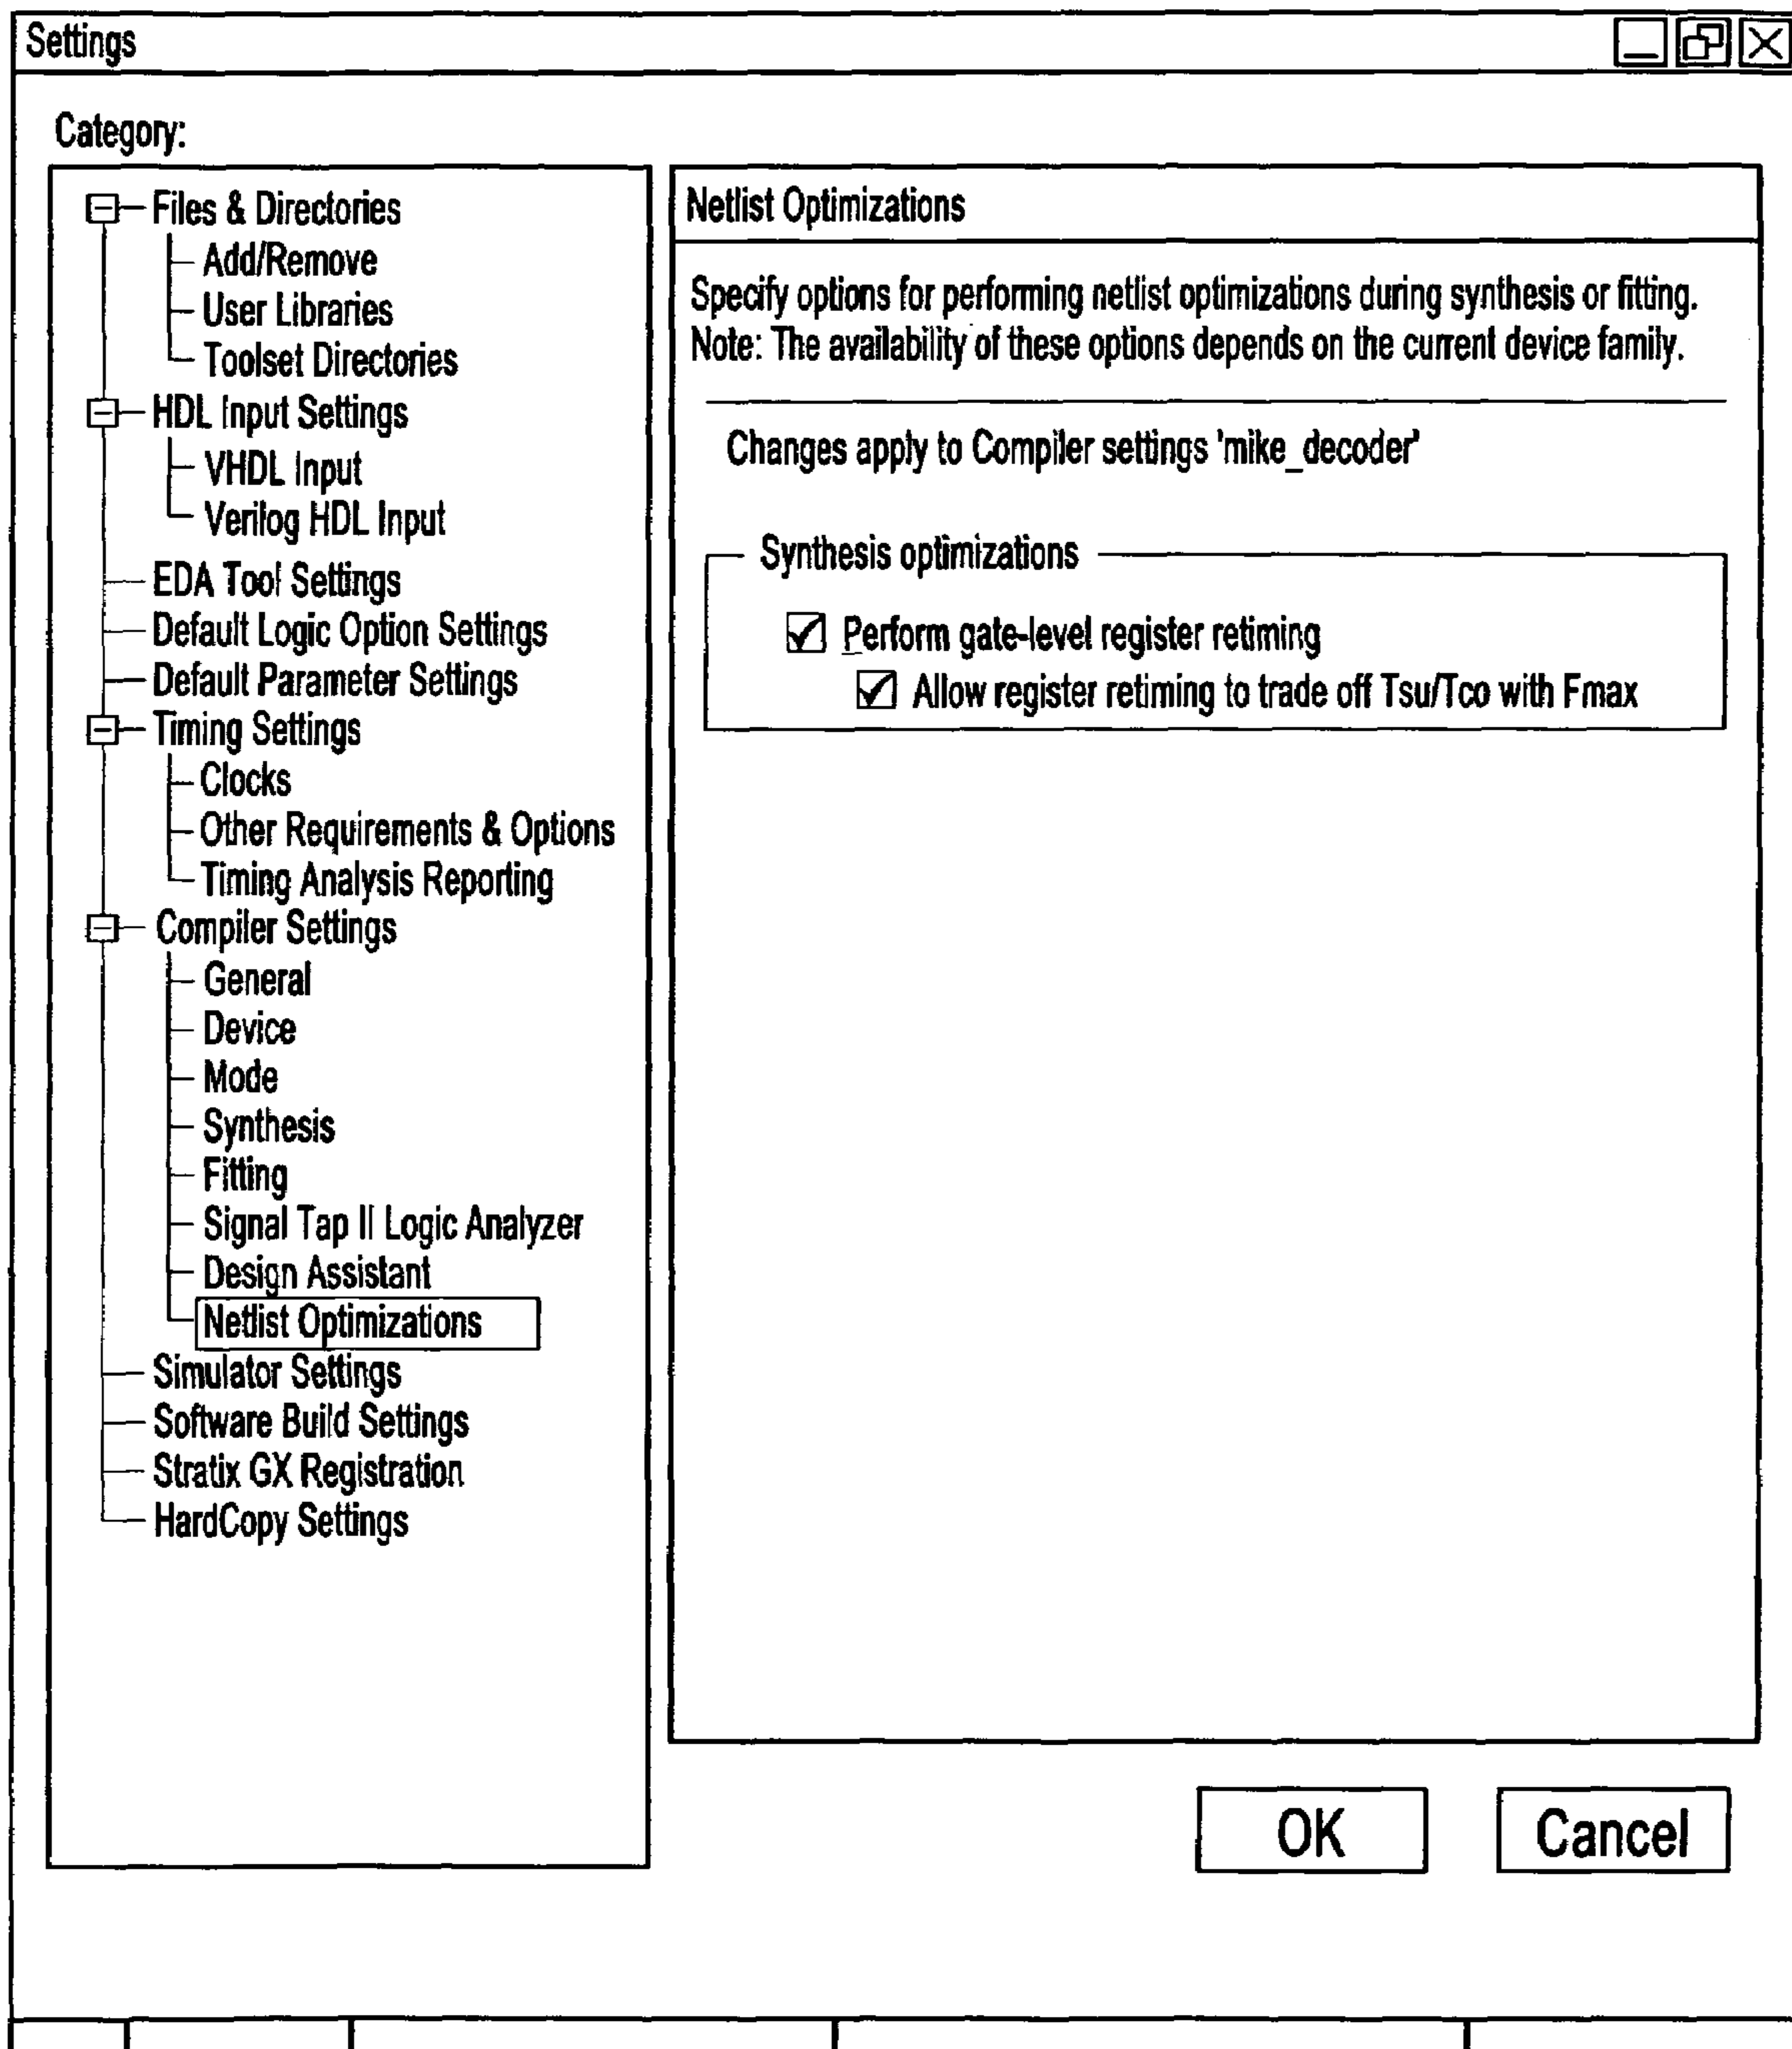 Settings
Category:
Files & Directories
Add/Remove
User Libraries
Toolset Directories
HDL Input Settings
VHDL Input
Verilog HDL Input
EDA Tool Settings
Default Logic Option Settings
Default Parameter Settings
Timing Settings
Clocks
Other Requirements & Options
Timing Analysis Reporting
Compiler Settings
General
Device
Mode
Synthesis
Fitting
Signal Tap II Logic Analyzer
Design Assistant
Netlist Optimizations
Simulator Settings
Software Build Settings
Stratix GX Registration
HardCopy Settings
Netlist Optimizations
Specify options for performing netlist optimizations during synthesis or fitting.
Note: The availability of these options depends on the current device family.
Changes apply to Compiler settings 'mike_decoder'
Synthesis optimizations
Perform gate-level register retiming
Allow register retiming to trade off Tsu/Tco with Fmax
OK
Cancel